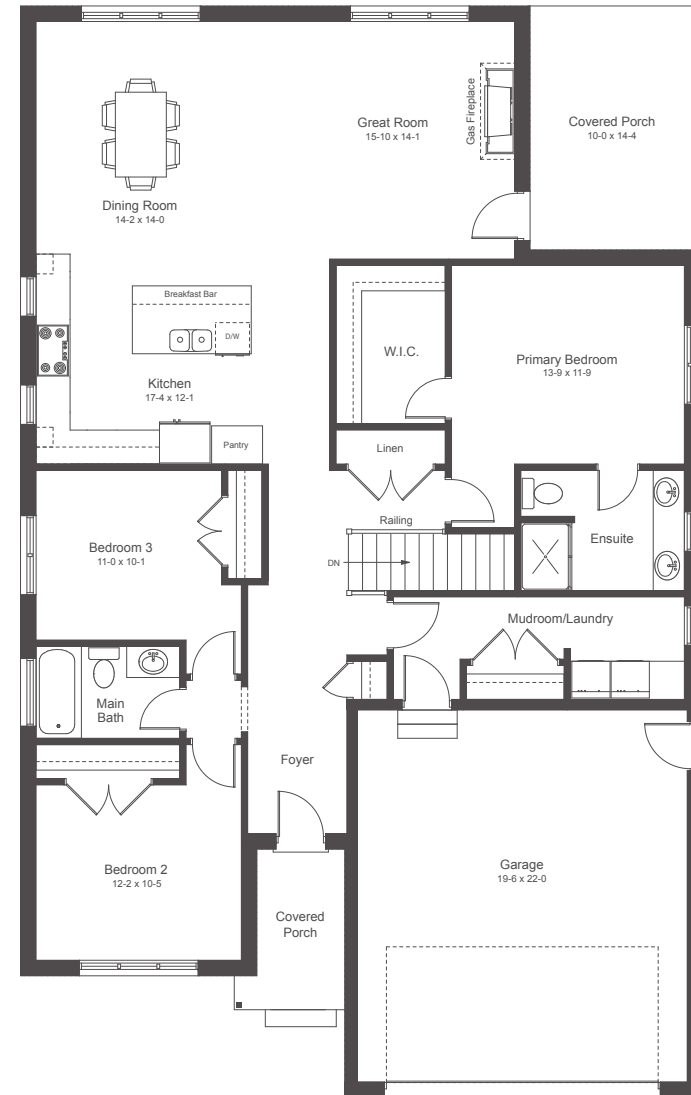 Great Room
15-10 x 14-1
Gas Fireplace
Covered Porch
10-0 x 14-4
Dining Room
14-2 x 14-0
Breakfast Bar
D/W
W.I.C.
Primary Bedroom
13-9 x 11-9
Kitchen
17-4 x 12-1
Pantry
Linen
Railing
Bedroom 3
11-0 x 10-1
DN
Ensuite
Mudroom/Laundry
Main
Bath
Foyer
Bedroom 2
12-2 x 10-5
Garage
19-6 x 22-0
Covered
Porch